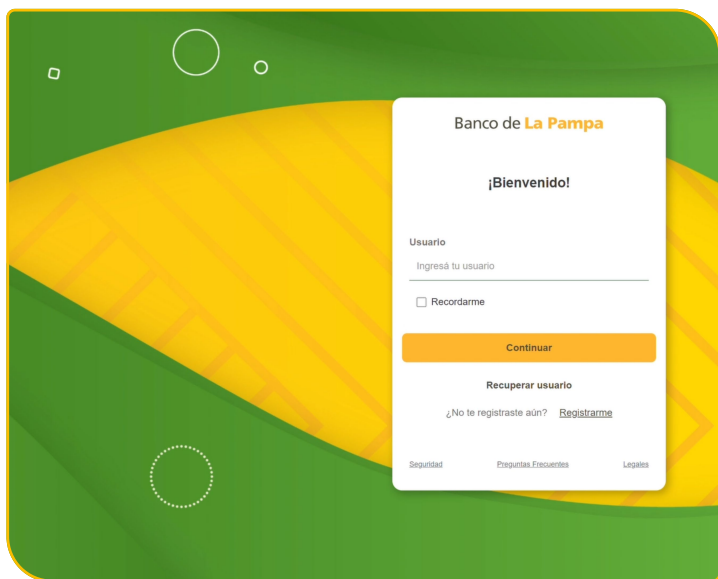 Banco de La Pampa
¡Bienvenido!
Usuario
Ingresá tu usuario
Recordarme
Continuar
Recuperar usuario
¿No te registraste aún? Registrarme
Seguridad Preguntas Frecuentes Legales